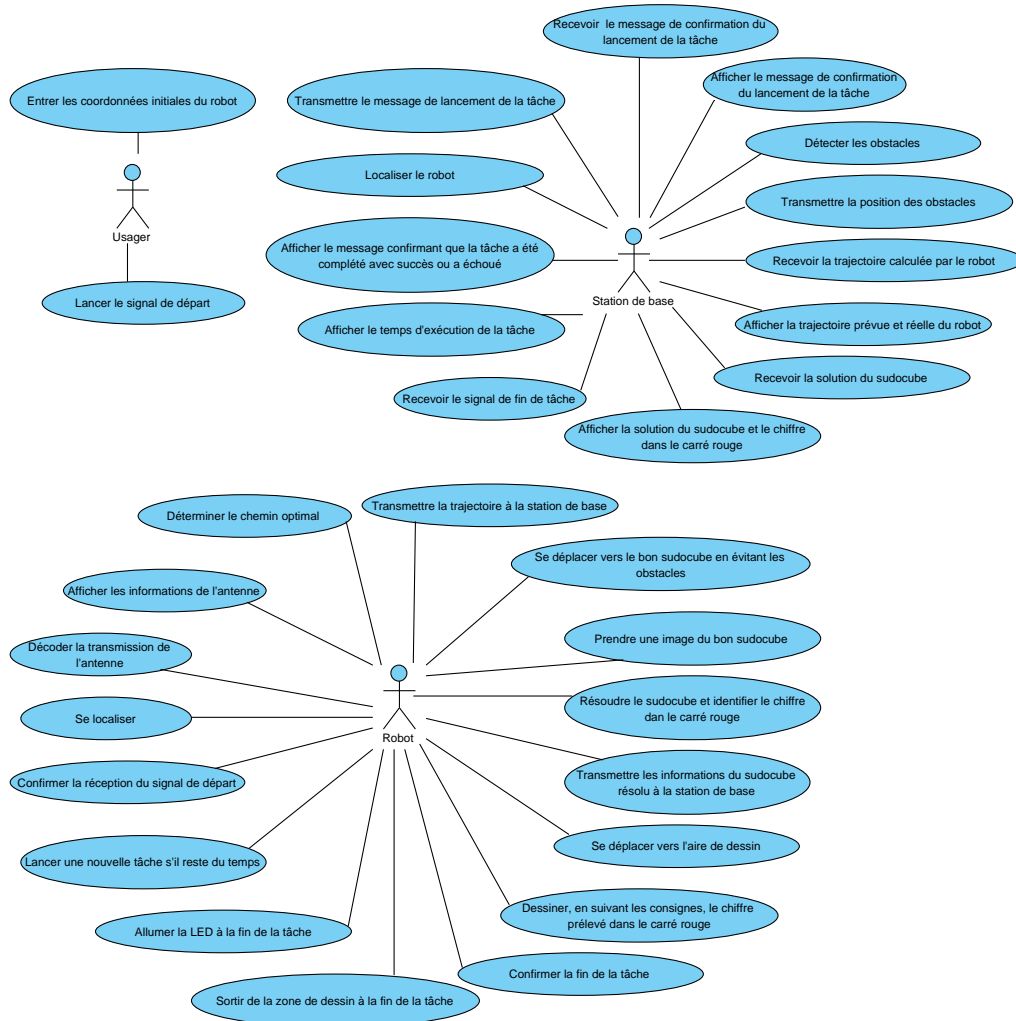 Recevoir le message de confirmation du
lancement de la tâche
Entrer les coordonnées initiales du robot
Transmettre le message de lancement de la tâche
Afficher le message de confirmation
du lancement de la tâche
Détecter les obstacles
Localiser le robot
Transmettre la position des obstacles
Usager
Afficher le message confirmant que la tâche a été
complété avec succès ou a échoué
Recevoir la trajectoire calculée par le robot
Lancer le signal de départ
Station de base
Afficher le temps d'exécution de la tâche
Afficher la trajectoire prévue et réelle du robot
Recevoir la solution du sudocube
Recevoir le signal de fin de tâche
Afficher la solution du sudocube et le chiffre
dans le carré rouge
Transmettre la trajectoire à la station de base
Déterminer le chemin optimal
Se déplacer vers le bon sudocube en évitant les
obstacles
Afficher les informations de l'antenne
Prendre une image du bon sudocube
Décoder la transmission de
l'antenne
Résoudre le sudocube et identifier le chiffre
dan le carré rouge
Se localiser
Robot
Confirmer la réception du signal de départ
Transmettre les informations du sudocube
résolu à la station de base
Se déplacer vers l'aire de dessin
Lancer une nouvelle tâche s'il reste du temps
Dessiner, en suivant les consignes, le chiffre
prélevé dans le carré rouge
Allumer la LED à la fin de la tâche
Confirmer la fin de la tâche
Sortir de la zone de dessin à la fin de la tâche